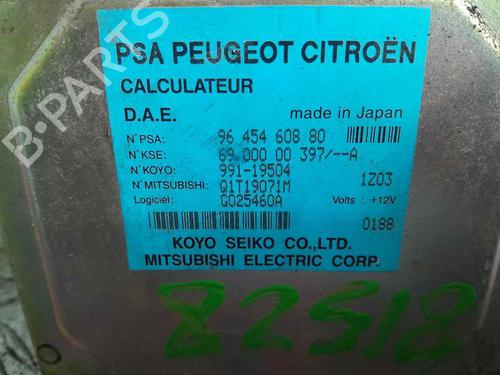 PSA PEUGEOT CITROËN
CALCULATEUR
D.A.E. made in Japan
N°PSA: 96 454 608 80
N°KSE: 69 000 00 397/--A
N°KOYO: 991-19504
N°MITSUBISHI: Q1T19071M 1Z03
Logiciél: G025460A Volts : +12V
0188
KOYO SEIKO CO.,LTD.
MITSUBISHI ELECTRIC CORP.
82518
B-PARTS